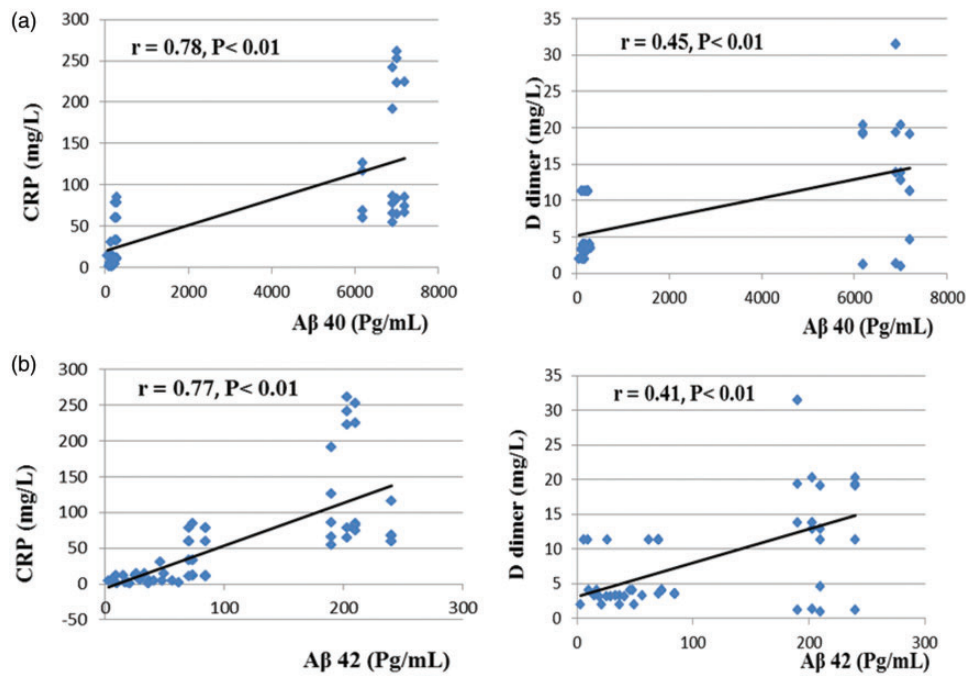 (a)
r = 0.78, P< 0.01
CRP (mg/L)
300
250
200
150
100
50
0
0 2000 4000 6000 8000
Aβ 40 (Pg/mL)
r = 0.45, P< 0.01
D dimer (mg/L)
35
30
25
20
15
10
5
0
0 2000 4000 6000 8000
Aβ 40 (Pg/mL)
(b)
r = 0.77, P< 0.01
CRP (mg/L)
300
250
200
150
100
50
0
-50
100 200 300
Aβ 42 (Pg/mL)
r = 0.41, P< 0.01
D dimer (mg/L)
35
30
25
20
15
10
5
0
0 100 200 300
Aβ 42 (Pg/mL)